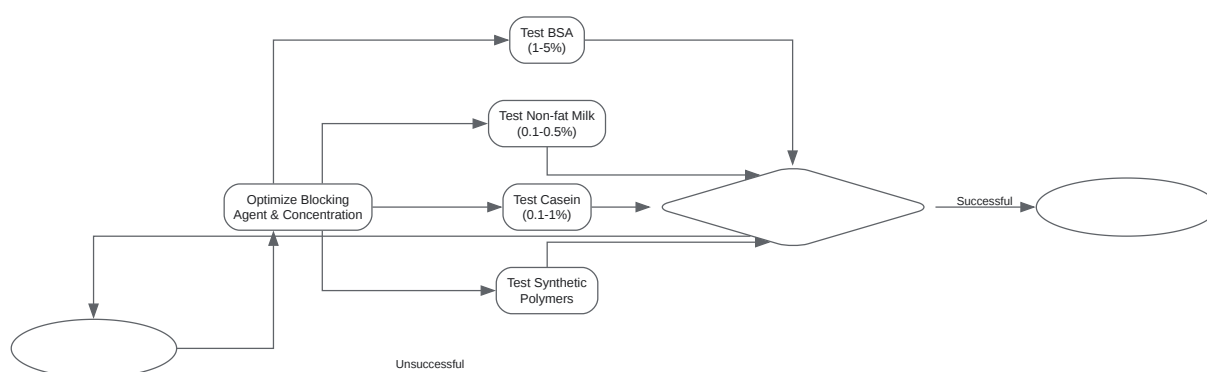 Test BSA
(1-5%)
Test Non-fat Milk
(0.1-0.5%)
Optimize Blocking
Agent & Concentration
Test Casein
(0.1-1%)
Successful
Test Synthetic
Polymers
Unsuccessful